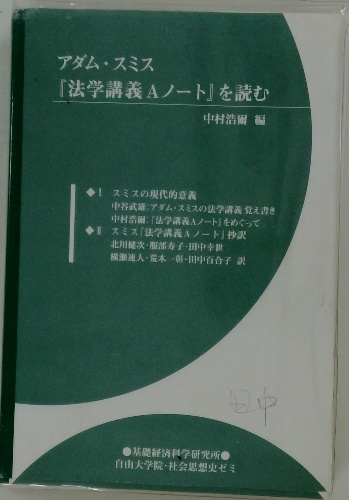 アダム・スミス
『法学講義Aノート』を読む
中村浩爾 編
◆Ⅰ スミスの現代的意義
中谷武雄:アダム・スミスの法学講義 覚え書き
中村浩爾:『法学講義Aノート』をめぐって
◆Ⅱ スミス『法学講義Aノート』抄訳
北川健次・服部寿子・田中幸世
横瀬速人・荒木一彰・田中百合子 訳
田中
●基礎経済科学研究所●
自由大学院・社会思想史ゼミ